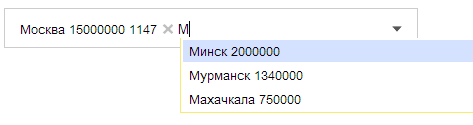 Москва 15000000 1147 × М
Минск 2000000
Мурманск 1340000
Махачкала 750000